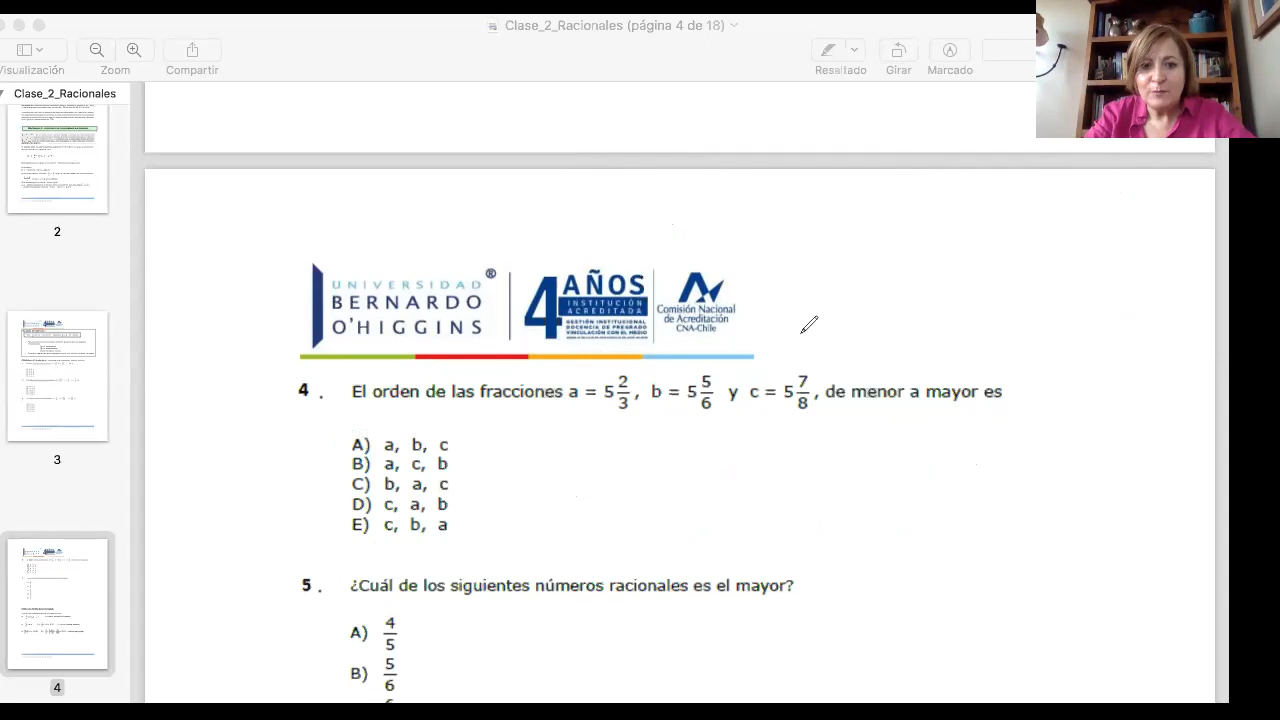 Clase_2_Racionales (página 4 de 18)
Visualización
Zoom
Compartir
Resaltado
Girar
Marcado
Clase_2_Racionales
2
3
4
UNIVERSIDAD
BERNARDO
O'HIGGINS
®
4 AÑOS
INSTITUCIÓN
ACREDITADA
GESTIÓN INSTITUCIONAL
DOCENCIA DE PREGRADO
VINCULACIÓN CON EL MEDIO
Comisión Nacional
de Acreditación
CNA-Chile
4 . El orden de las fracciones a = 5 2/3, b = 5 5/6 y c = 5 7/8, de menor a mayor es
A) a, b, c
B) a, c, b
C) b, a, c
D) c, a, b
E) c, b, a
5 . ¿Cuál de los siguientes números racionales es el mayor?
A) 4/5
B) 5/6